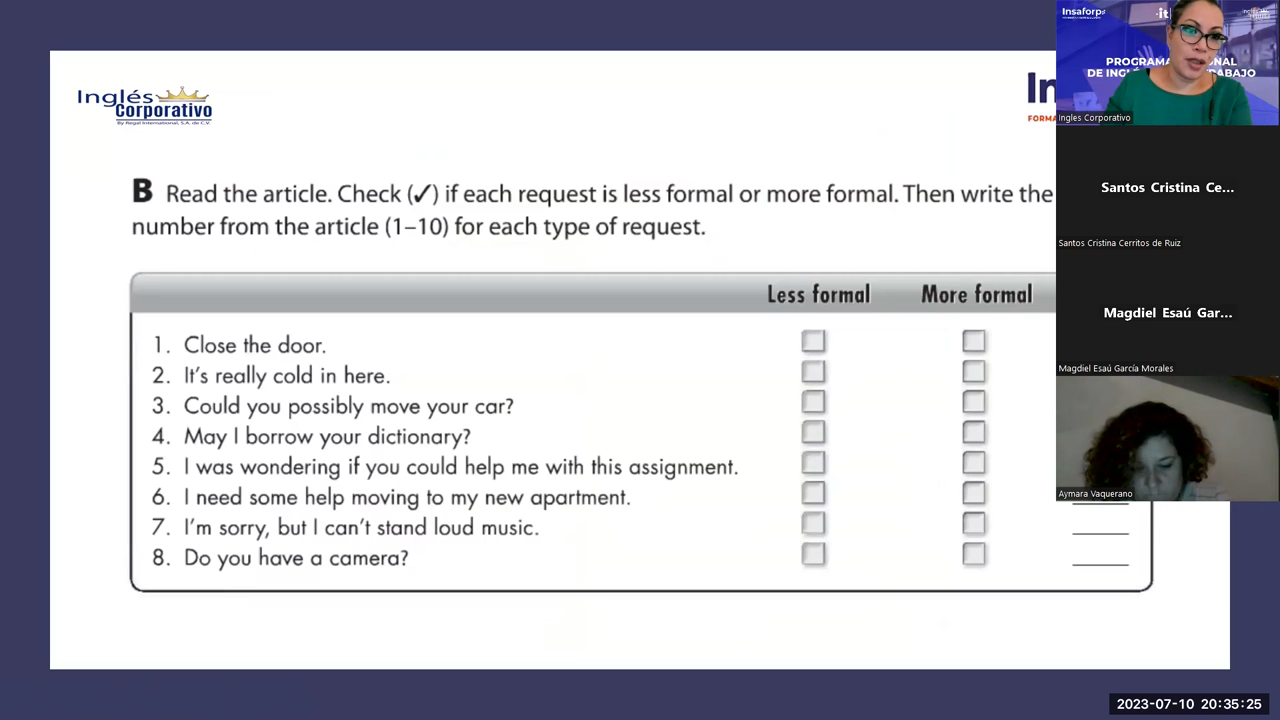 Inglés
Corporativo
By Regal International, S.A. de C.V.
B Read the article. Check (✓) if each request is less formal or more formal. Then write the
number from the article (1–10) for each type of request.
Less formal More formal
1. Close the door.
2. It's really cold in here.
3. Could you possibly move your car?
4. May I borrow your dictionary?
5. I was wondering if you could help me with this assignment.
6. I need some help moving to my new apartment.
7. I'm sorry, but I can't stand loud music.
8. Do you have a camera?
Ingles Corporativo
Santos Cristina Ce...
Santos Cristina Cerritos de Ruiz
Magdiel Esaú Gar...
Magdiel Esaú García Morales
Aymara Vaquerano
2023-07-10 20:35:25